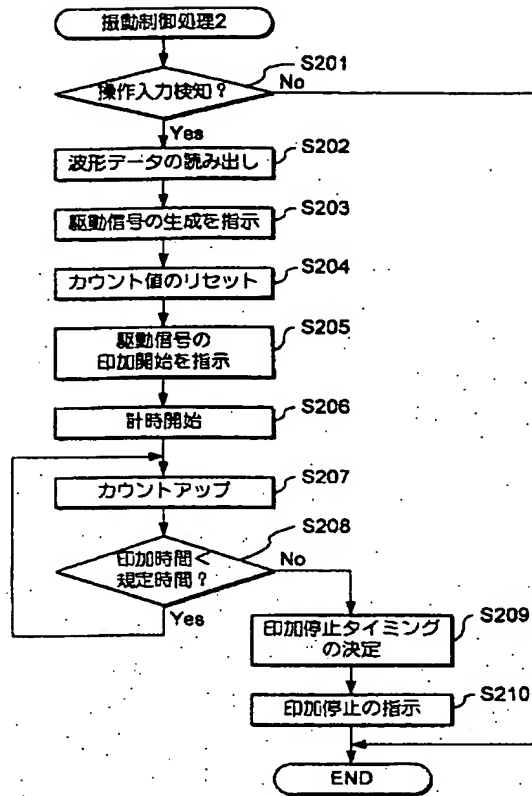 振動制御処理2
S201
操作入力検知?
No
Yes
S202
波形データの読み出し
S203
駆動信号の生成を指示
S204
カウント値のリセット
S205
駆動信号の
印加開始を指示
S206
計時開始
S207
カウントアップ
S208
印加時間<
規定時間?
No
Yes
S209
印加停止タイミング
の決定
S210
印加停止の指示
END